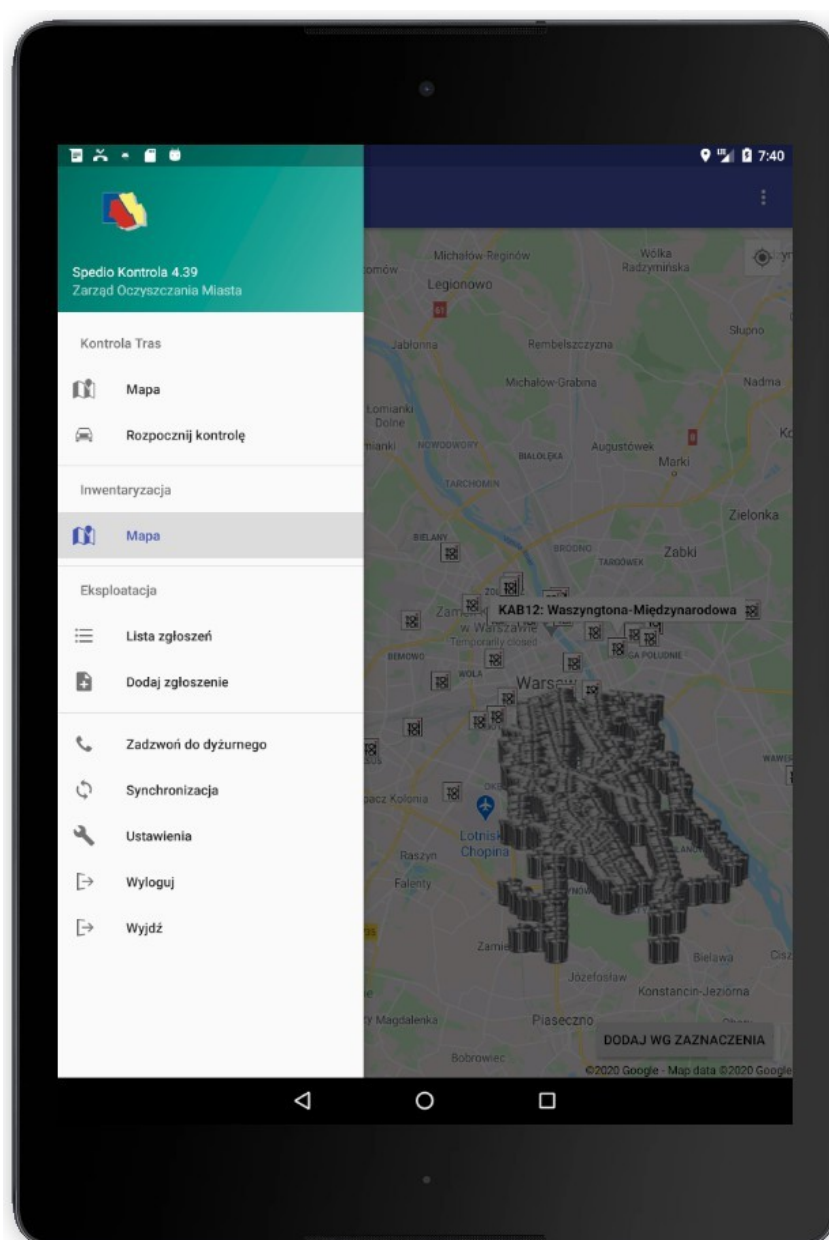 7:40
Spedio Kontrola 4.39
Zarząd Oczyszczania Miasta
Kontrola Tras
Mapa
Rozpocznij kontrolę
Inwentaryzacja
Mapa
Eksploatacja
Lista zgłoszeń
Dodaj zgłoszenie
Zadzwoń do dyżurnego
Synchronizacja
Ustawienia
Wyloguj
Wyjdź
Michałów-Reginów
Wólka
Radzymińska
Legionowo
61
Słupno
Jabłonna
Rembelszczyzna
Michałów-Grabina
Nadma
Łomianki
Dolne
NOWODWORY
BIAŁOŁĘKA
Augustówek
8
Marki
TARCHOMIN
Zielonka
BIELANY
BRÓDNO
TARGÓWEK
Ząbki
KAB12: Waszyngtona-Międzynarodowa
w Warszawie
Temporarily closed
BEMOWO
WOLA
Warsaw
Lotnisko
Chopina
Raszyn
Falenty
Bielawa
Józefosław
Konstancin-Jeziorna
Magdalenka
Piaseczno
DODAJ WG ZAZNACZENIA
Bobrowiec
©2020 Google - Map data ©2020 Google